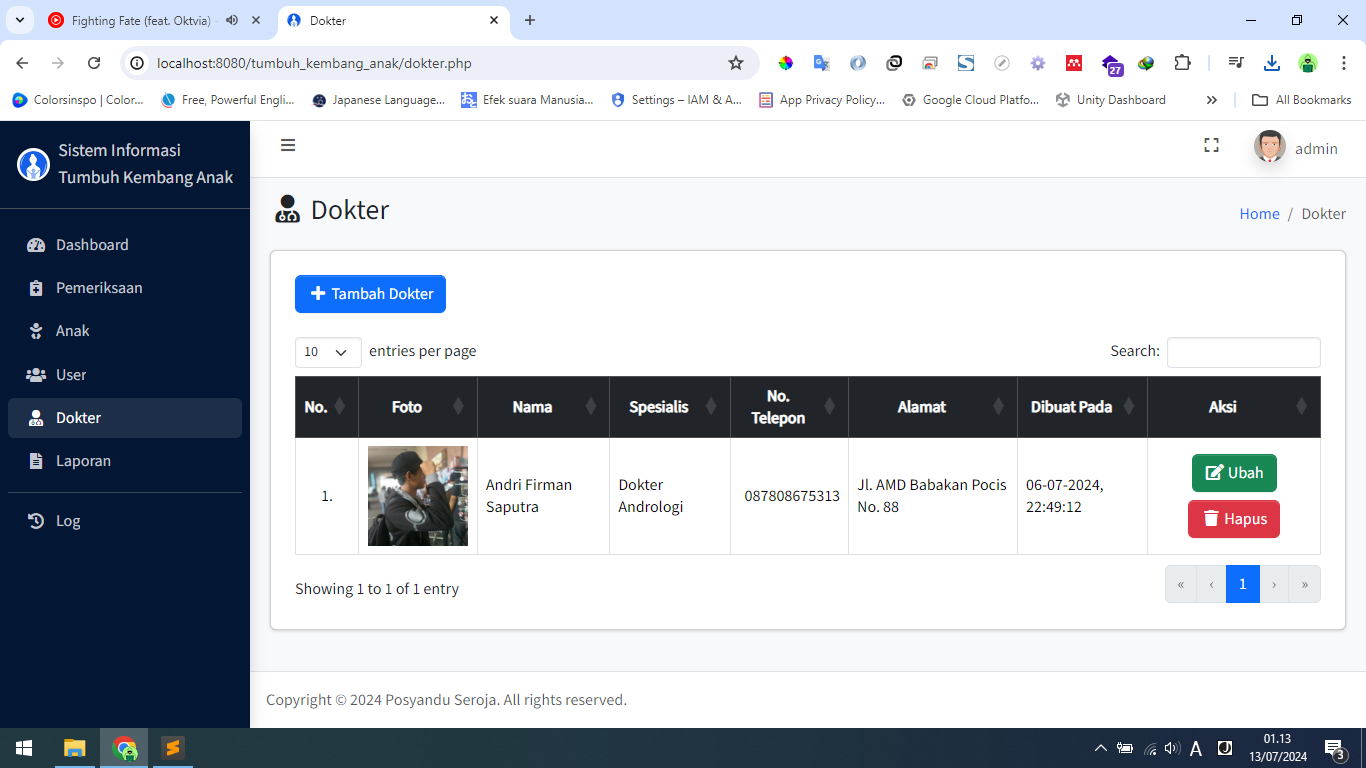 Fighting Fate (feat. Oktvia) -
Dokter
localhost:8080/tumbuh_kembang_anak/dokter.php
27
Colorsinspo | Color...
Free, Powerful Engli...
Japanese Language...
Efek suara Manusia...
Settings – IAM & A...
App Privacy Policy...
Google Cloud Platfo...
Unity Dashboard
All Bookmarks
Sistem Informasi
Tumbuh Kembang Anak
admin
Dokter
Home / Dokter
Dashboard
Pemeriksaan
Anak
User
Dokter
Laporan
Log
Tambah Dokter
10 entries per page
Search:
No. Foto Nama Spesialis No. Telepon Alamat Dibuat Pada Aksi
1.
Andri Firman
Saputra
Dokter
Andrologi
087808675313
Jl. AMD Babakan Pocis
No. 88
06-07-2024,
22:49:12
Ubah
Hapus
Showing 1 to 1 of 1 entry
« ‹ 1 › »
Copyright © 2024 Posyandu Seroja. All rights reserved.
A
01.13
13/07/2024
3